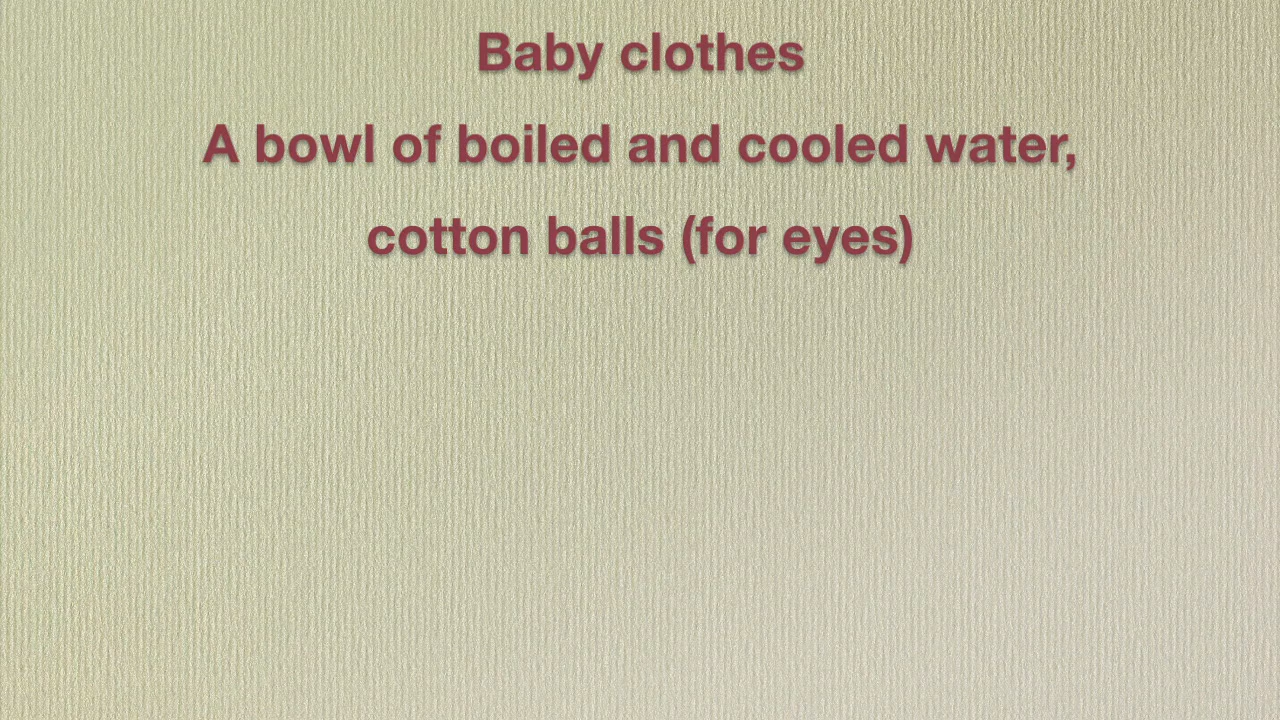 Baby clothes
A bowl of boiled and cooled water,
cotton balls (for eyes)